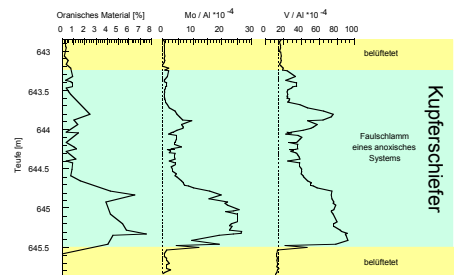 Oranisches Material [%]
Mo / Al *10-4
V / Al *10-4
0 1 2 3 4 5 6 7 8
0 10 20 30
0 20 40 60 80 100
Teufe [m]
643
643.5
644
644.5
645
645.5
belüftetet
Faulschlamm
eines anoxisches
Systems
belüftetet
Kupferschiefer